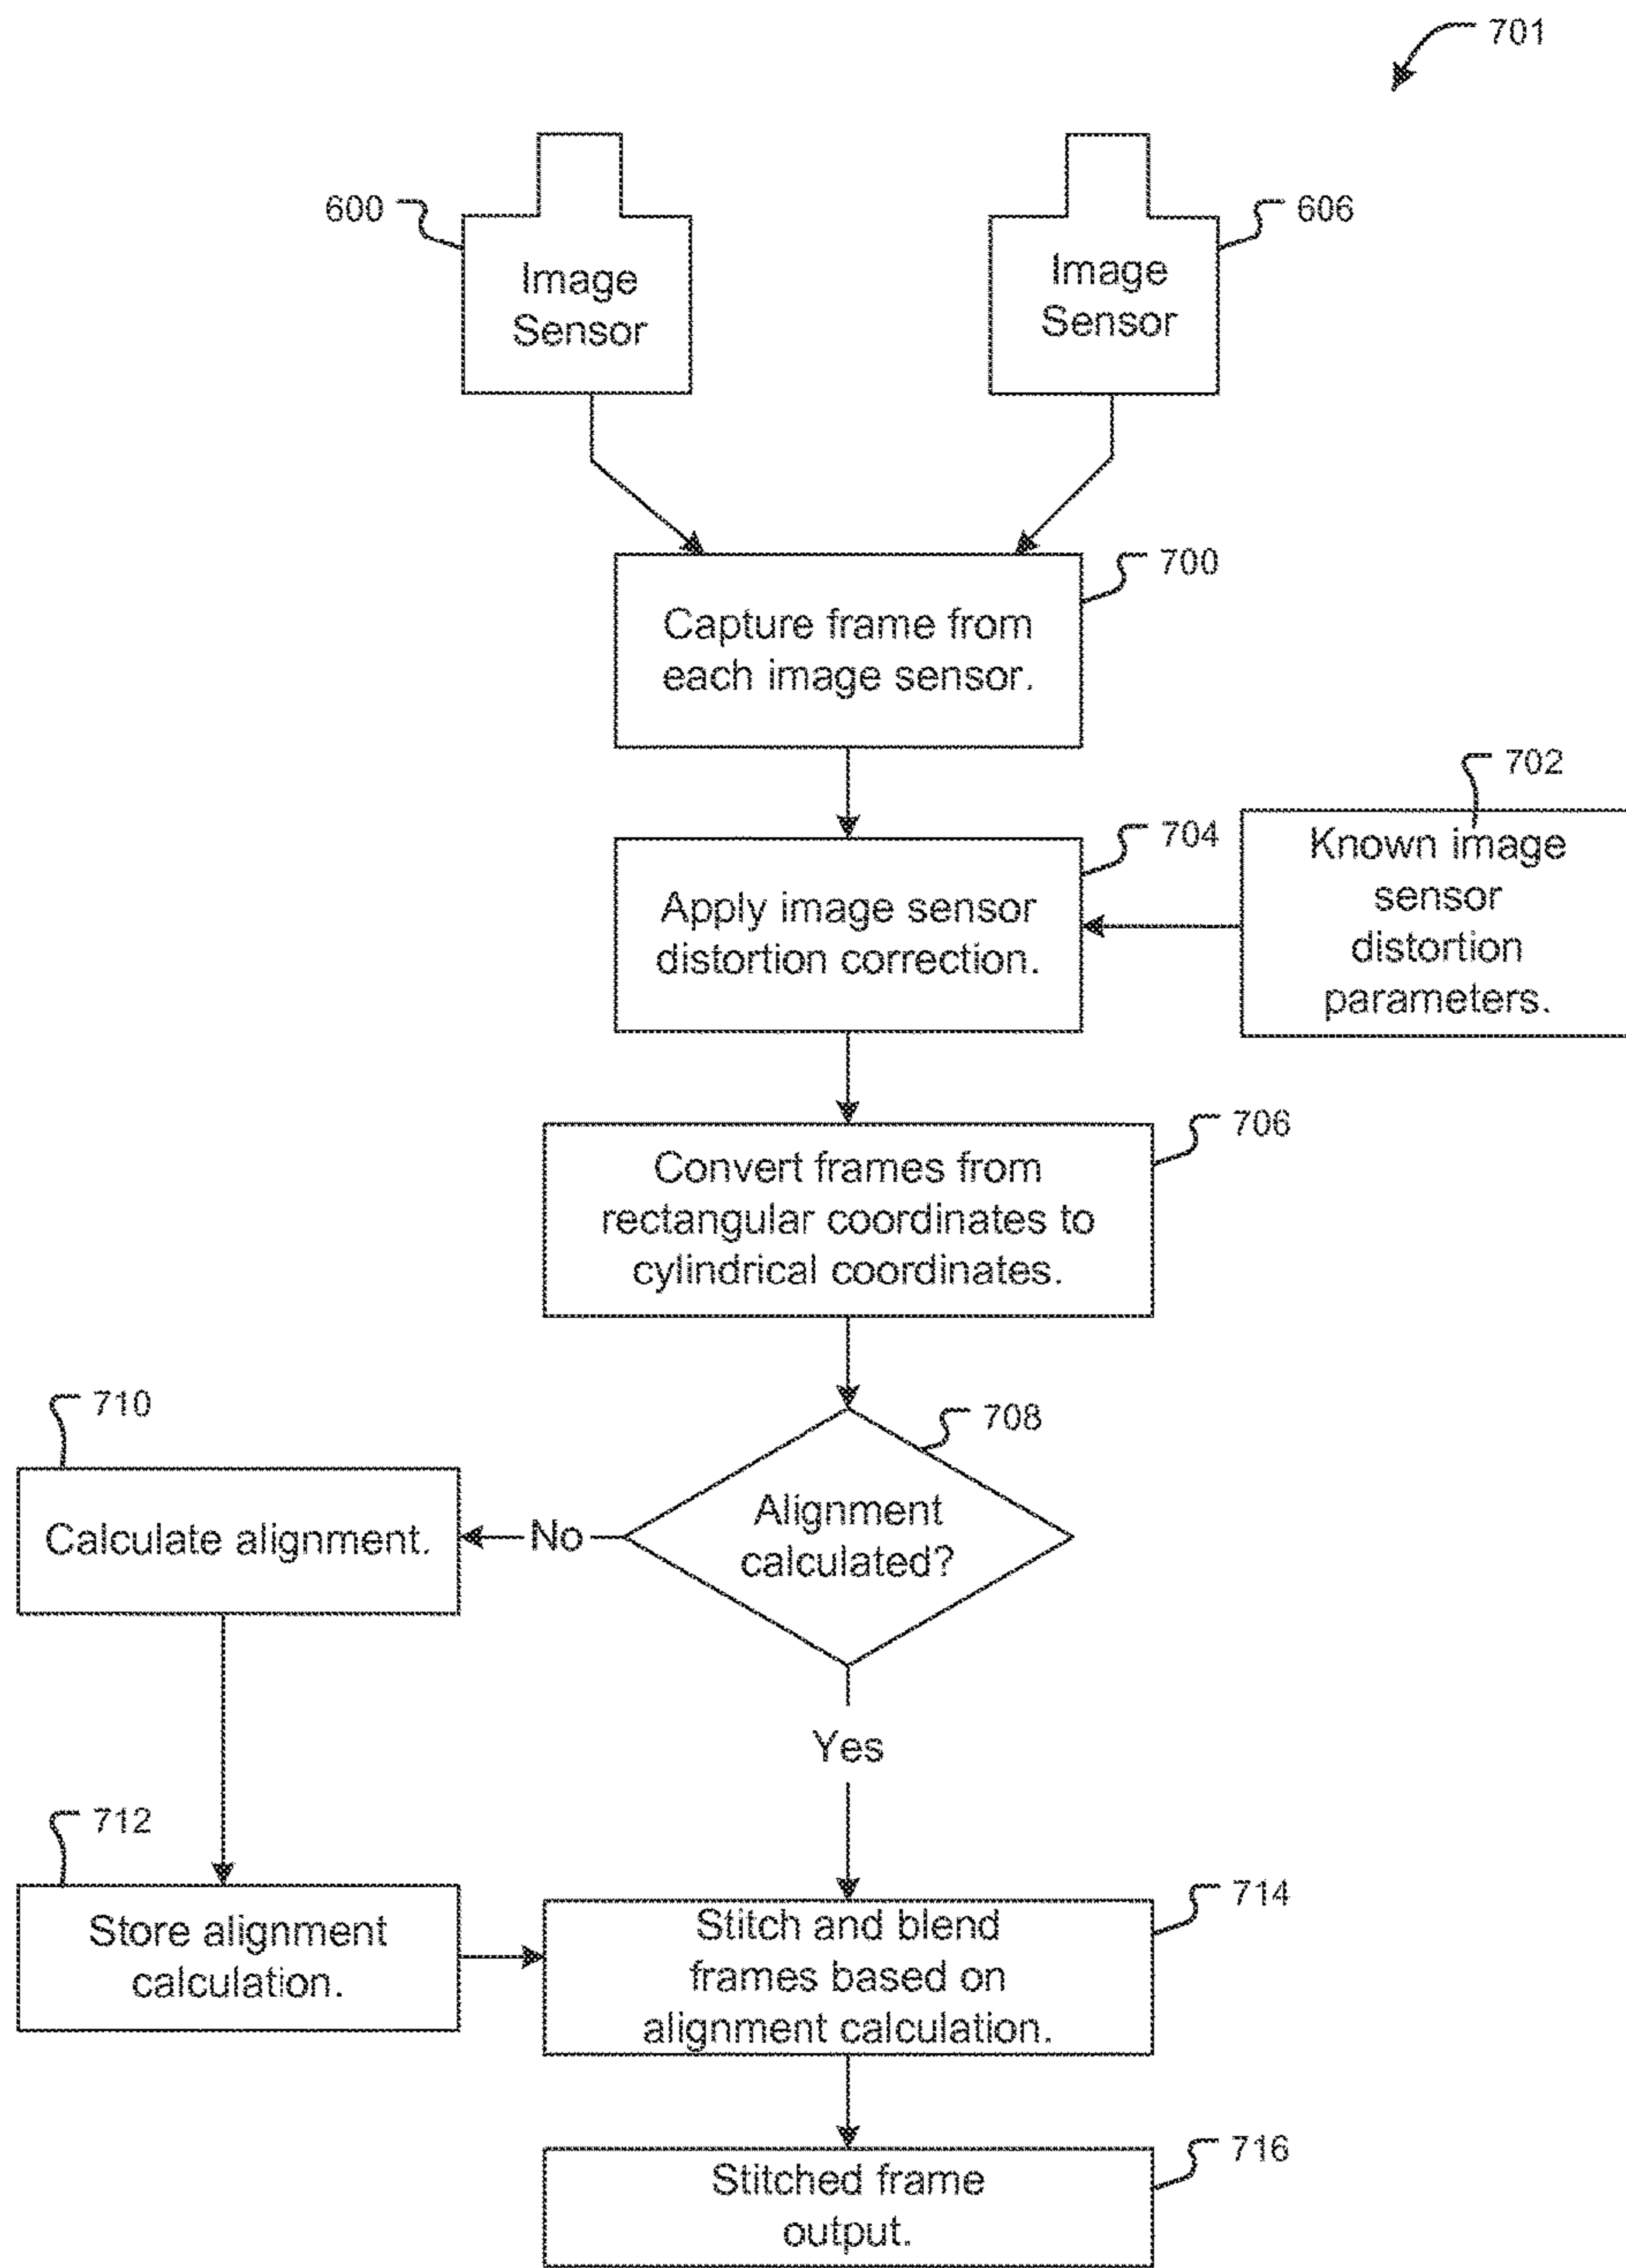 701
600
Image
Sensor
606
Image
Sensor
700
Capture frame from
each image sensor.
702
Known image
sensor
distortion
parameters.
704
Apply image sensor
distortion correction.
706
Convert frames from
rectangular coordinates to
cylindrical coordinates.
708
Alignment
calculated?
No
710
Calculate alignment.
Yes
712
Store alignment
calculation.
714
Stitch and blend
frames based on
alignment calculation.
716
Stitched frame
output.